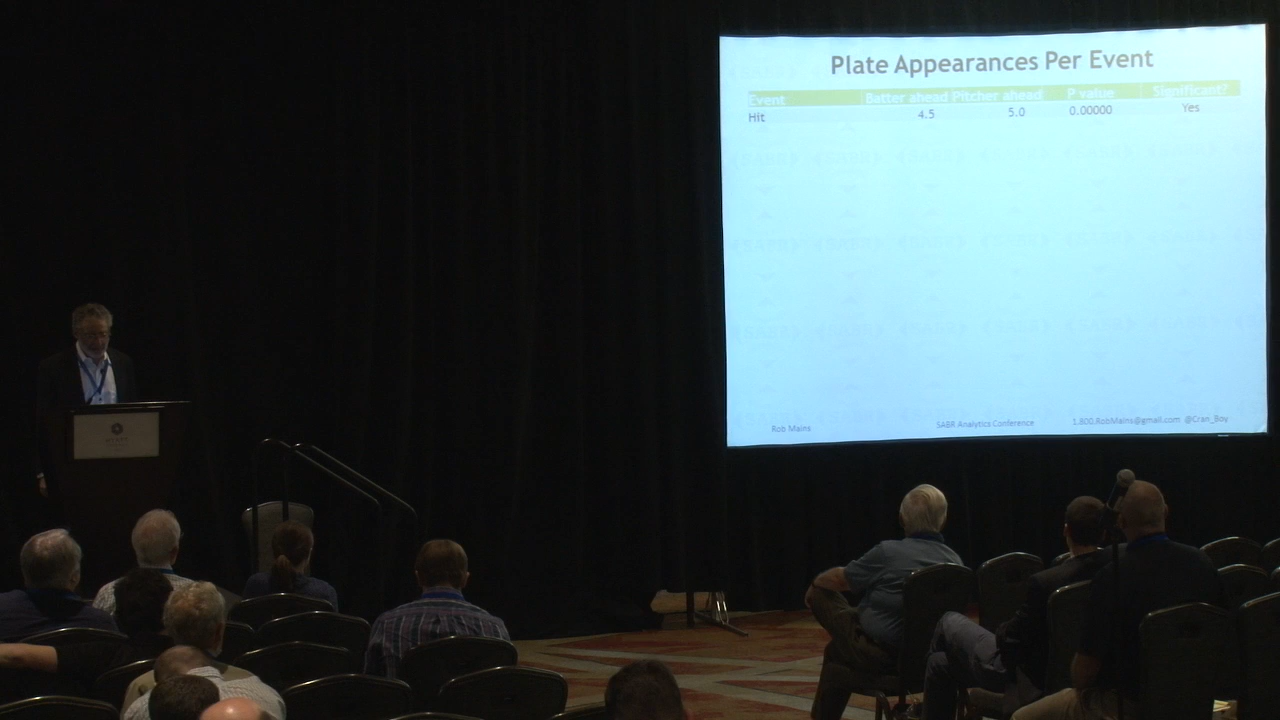 Plate Appearances Per Event
Event Batter ahead Pitcher ahead P value Significant?
Hit 4.5 5.0 0.00000 Yes
Rob Mains SABR Analytics Conference 1.800.RobMains@gmail.com @Cran_Boy